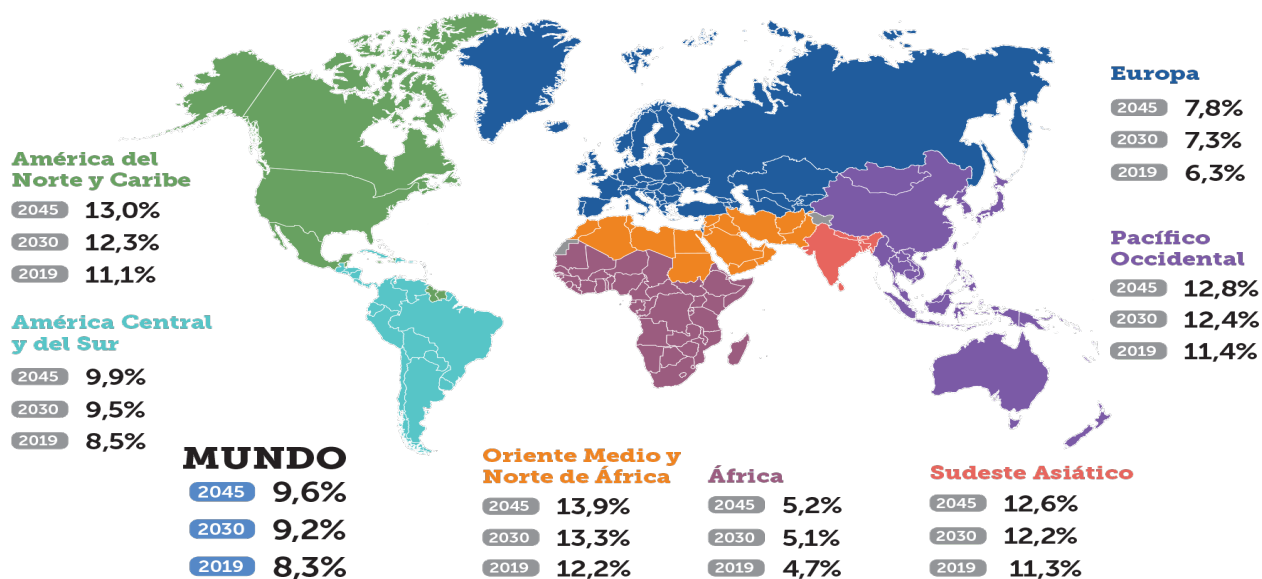 América del
Norte y Caribe
2045 13,0%
2030 12,3%
2019 11,1%
América Central
y del Sur
2045 9,9%
2030 9,5%
2019 8,5%
MUNDO
2045 9,6%
2030 9,2%
2019 8,3%
Oriente Medio y
Norte de África
2045 13,9%
2030 13,3%
2019 12,2%
África
2045 5,2%
2030 5,1%
2019 4,7%
Sudeste Asiático
2045 12,6%
2030 12,2%
2019 11,3%
Europa
2045 7,8%
2030 7,3%
2019 6,3%
Pacífico
Occidental
2045 12,8%
2030 12,4%
2019 11,4%